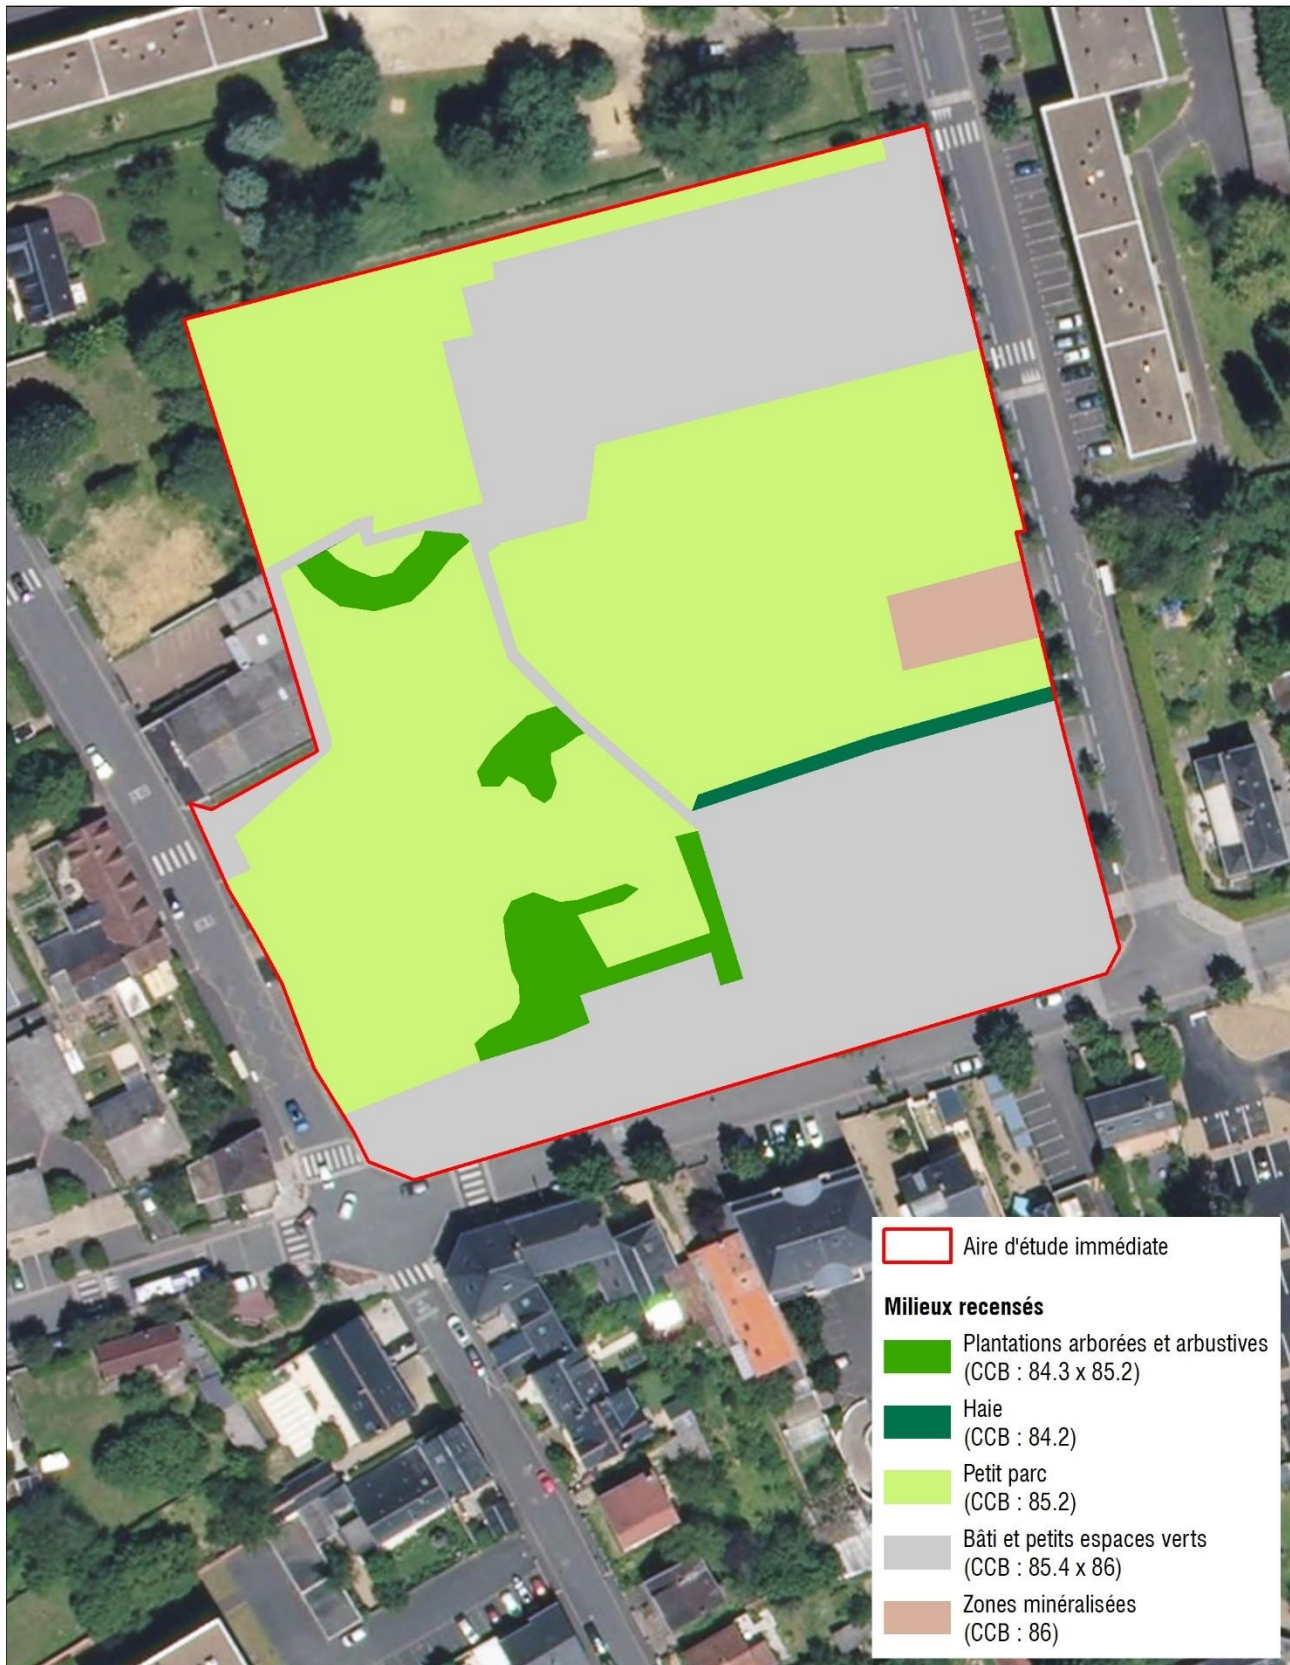 Aire d'étude immédiate
Milieux recensés
Plantations arborées et arbustives
(CCB : 84.3 x 85.2)
Haie
(CCB : 84.2)
Petit parc
(CCB : 85.2)
Bâti et petits espaces verts
(CCB : 85.4 x 86)
Zones minéralisées
(CCB : 86)